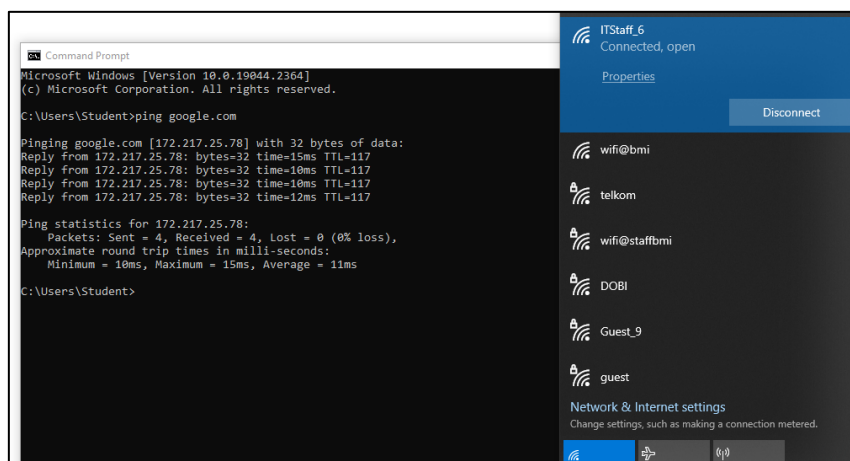 Command Prompt
Microsoft Windows [Version 10.0.19044.2364]
(c) Microsoft Corporation. All rights reserved.
C:\Users\Student>ping google.com
Pinging google.com [172.217.25.78] with 32 bytes of data:
Reply from 172.217.25.78: bytes=32 time=15ms TTL=117
Reply from 172.217.25.78: bytes=32 time=10ms TTL=117
Reply from 172.217.25.78: bytes=32 time=10ms TTL=117
Reply from 172.217.25.78: bytes=32 time=12ms TTL=117
Ping statistics for 172.217.25.78:
Packets: Sent = 4, Received = 4, Lost = 0 (0% loss),
Approximate round trip times in milli-seconds:
Minimum = 10ms, Maximum = 15ms, Average = 11ms
C:\Users\Student>
ITStaff_6
Connected, open
Properties
Disconnect
wifi@bmi
telkom
wifi@staffbmi
DOBI
Guest_9
guest
Network & Internet settings
Change settings, such as making a connection metered.